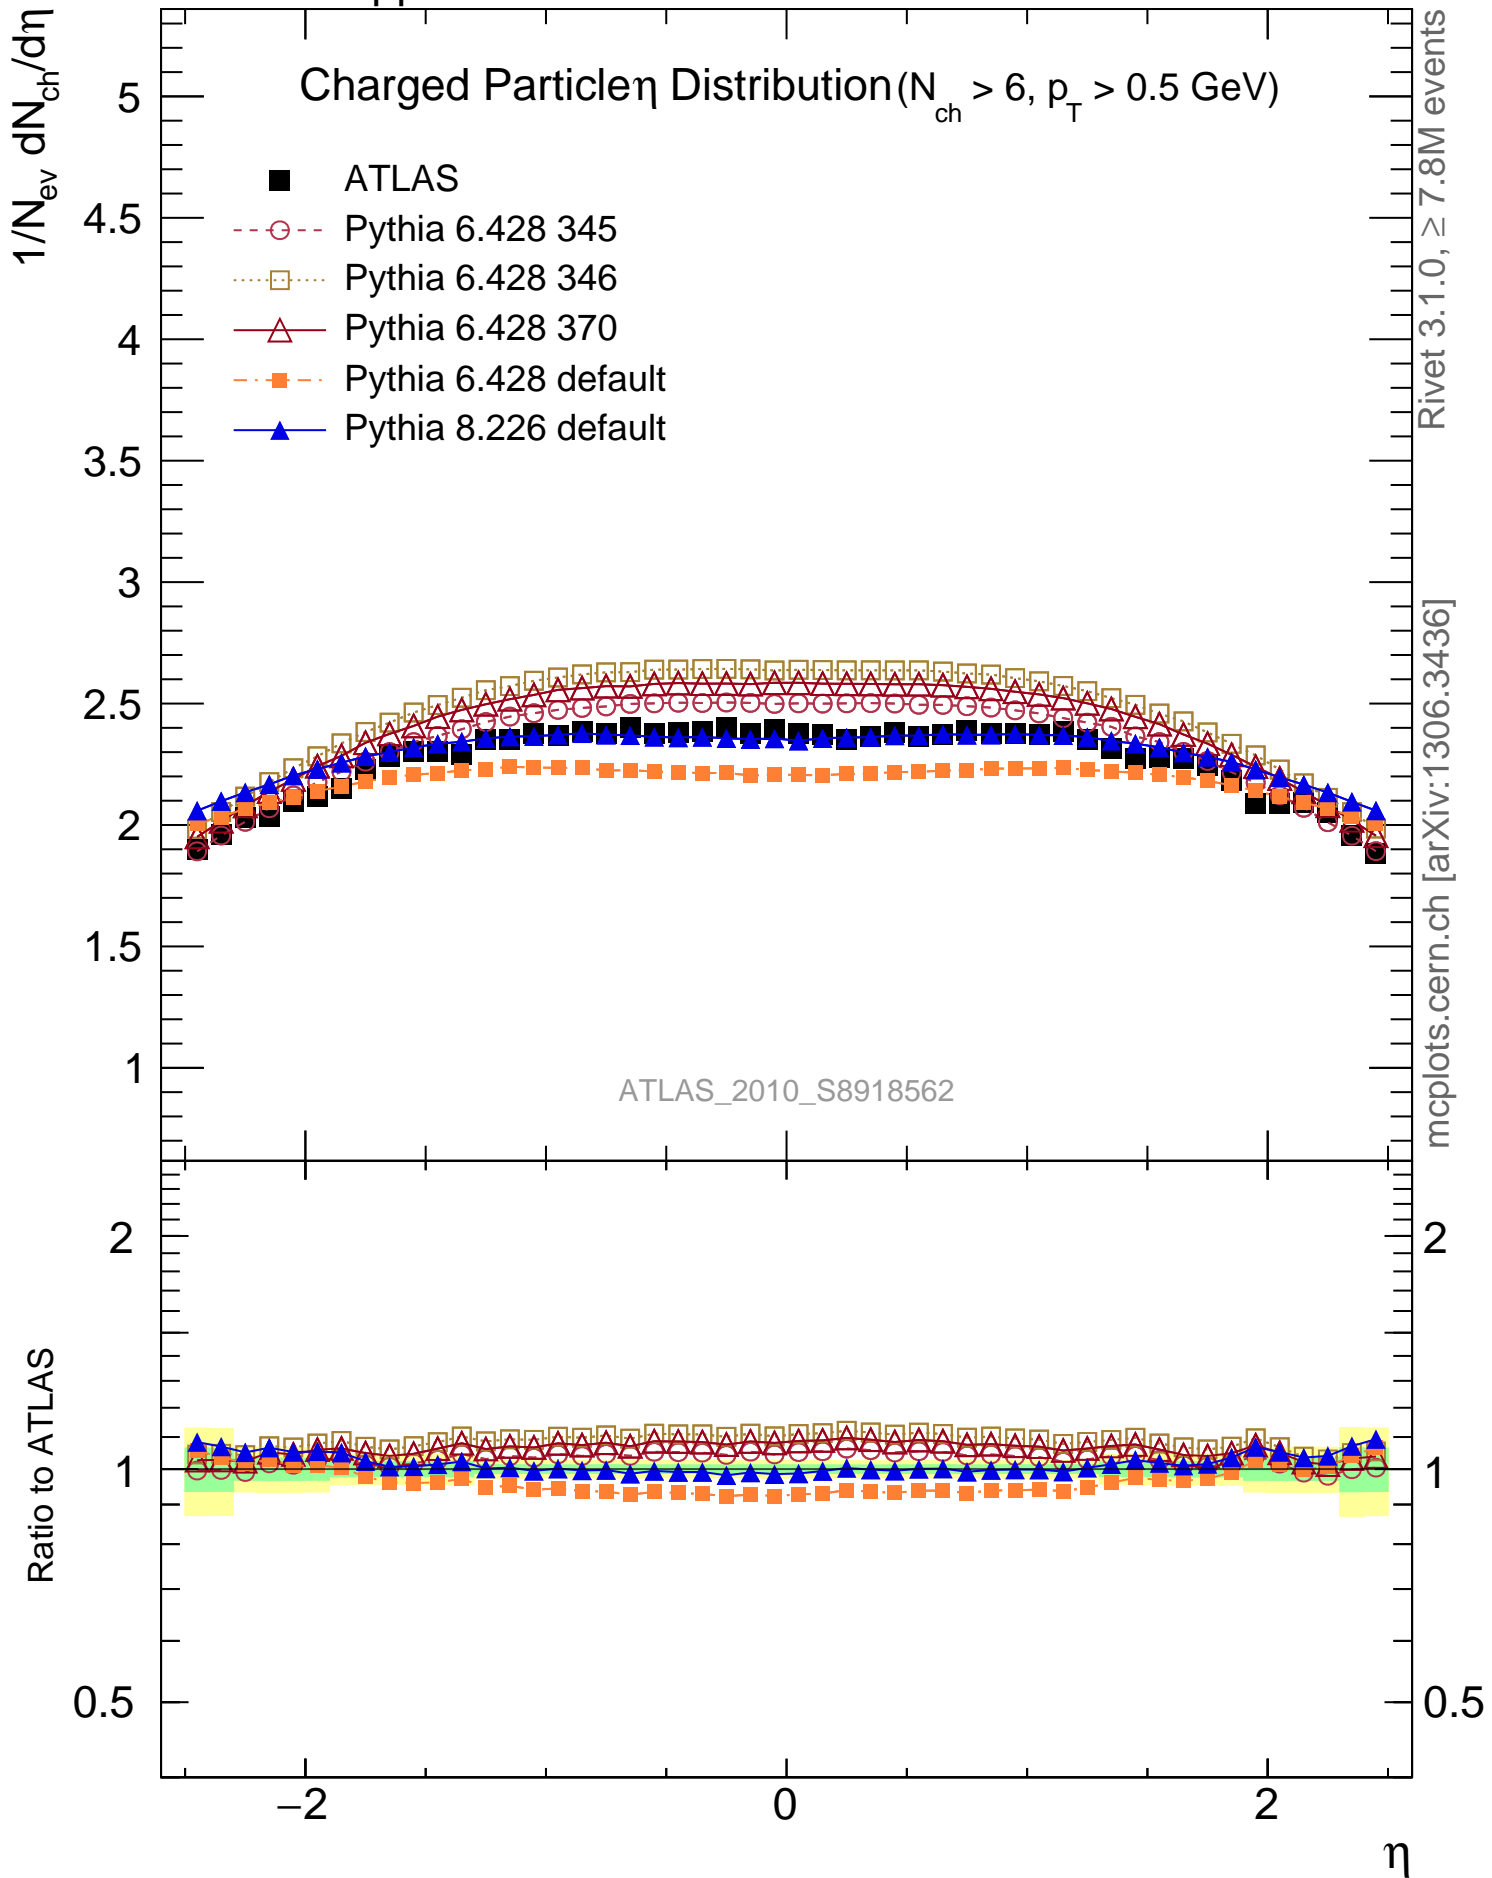 1/N_ev dN_ch/dη
Charged Particle η Distribution (N_ch > 6, p_T > 0.5 GeV)
ATLAS
Pythia 6.428 345
Pythia 6.428 346
Pythia 6.428 370
Pythia 6.428 default
Pythia 8.226 default
5
4.5
4
3.5
3
2.5
2
1.5
1
ATLAS_2010_S8918562
Rivet 3.1.0, ≥ 7.8M events
mcplots.cern.ch [arXiv:1306.3436]
Ratio to ATLAS
2
1
0.5
2
1
0.5
−2
0
2
η